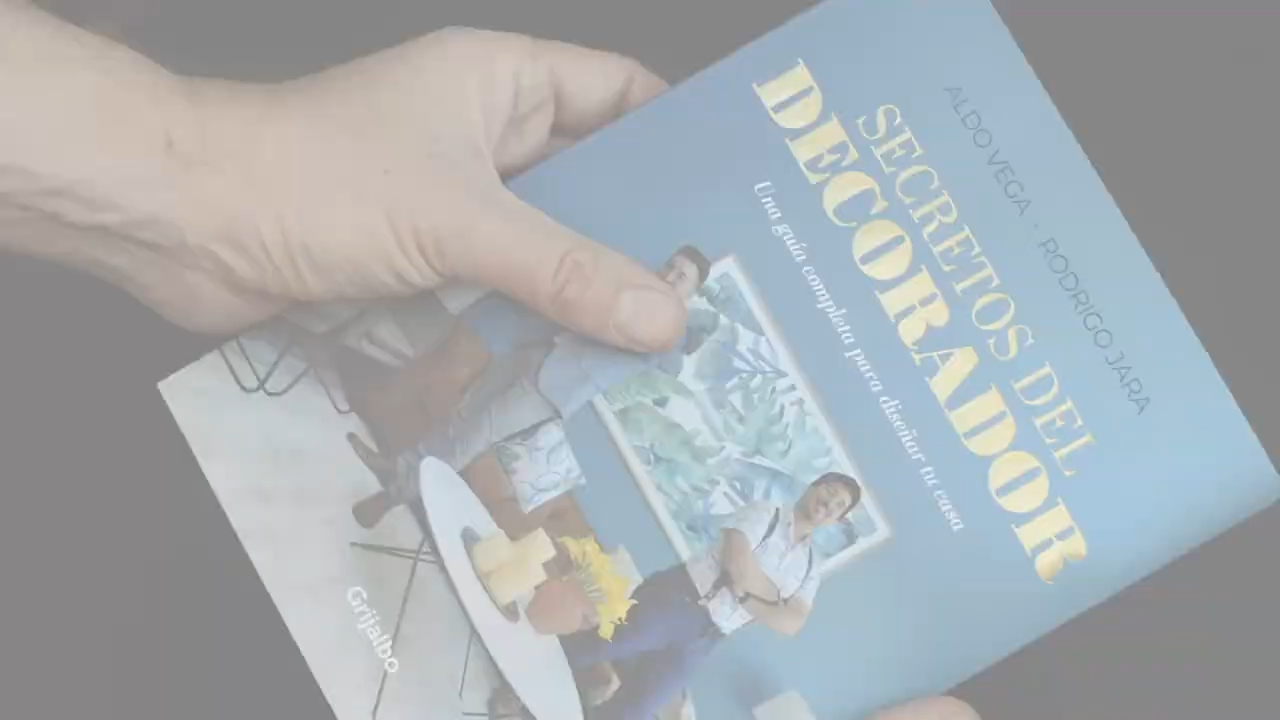 ALDO VEGA · RODRIGO JARA
SECRETOS DEL
DECORADOR
Una guía completa para diseñar tu casa
Grijalbo